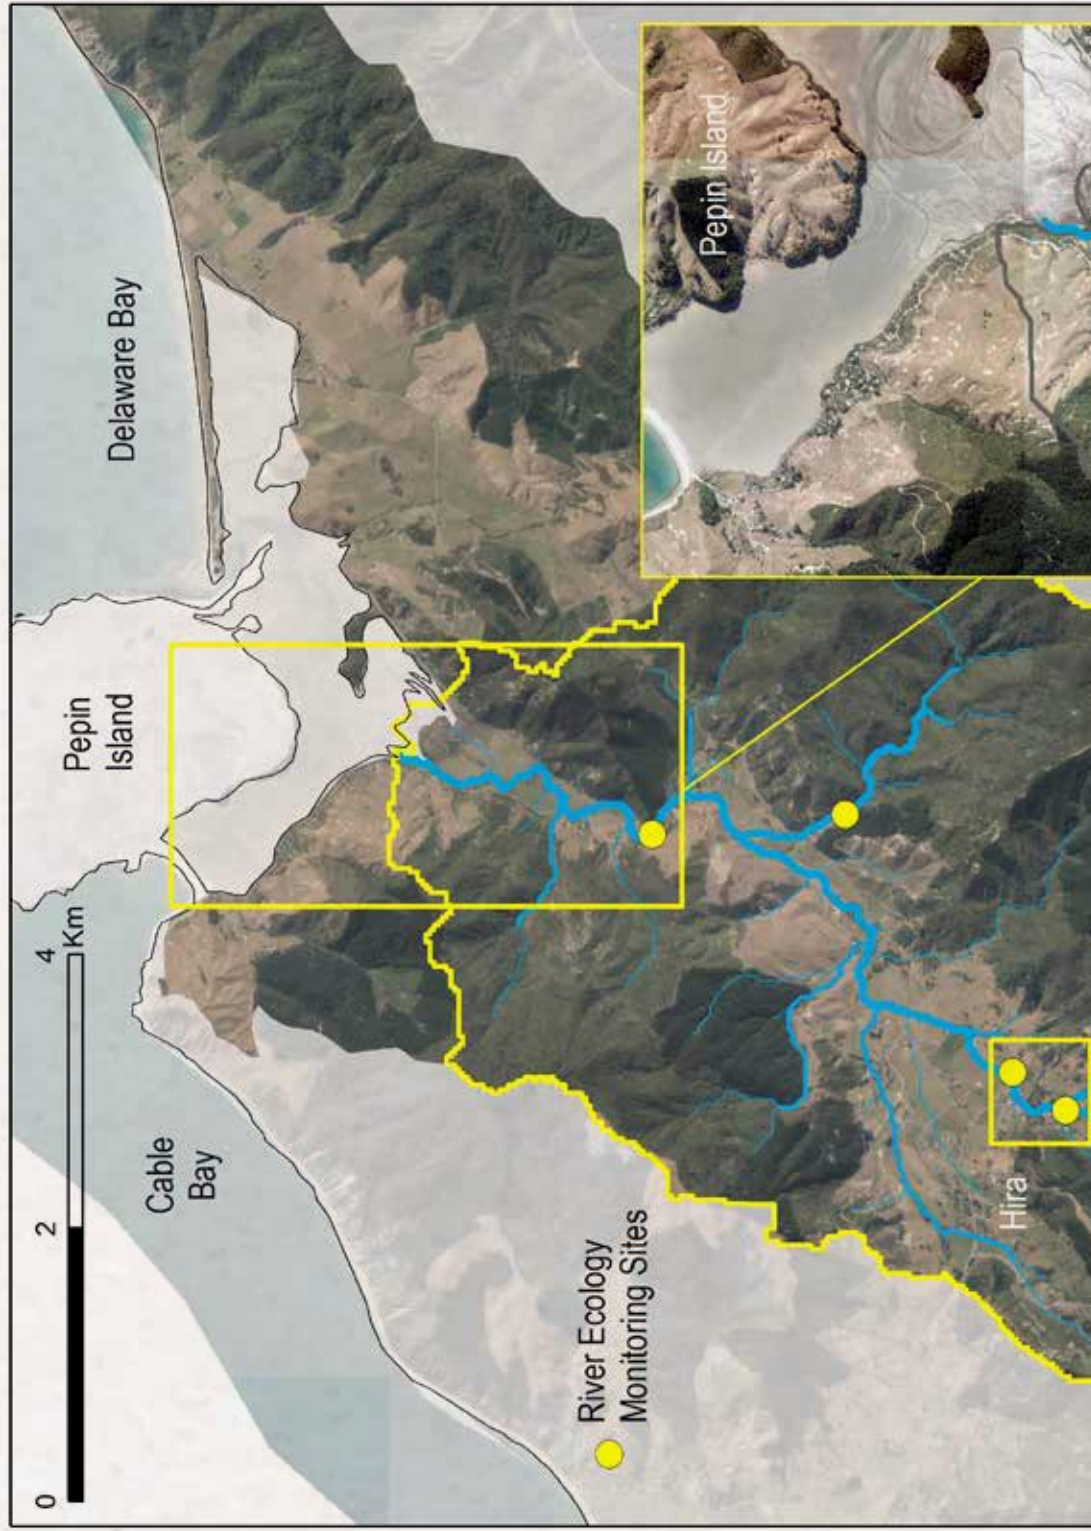 0
2
4
Km
Cable
Bay
Pepin
Island
Delaware Bay
River Ecology
Monitoring Sites
Hira
Pepin Island